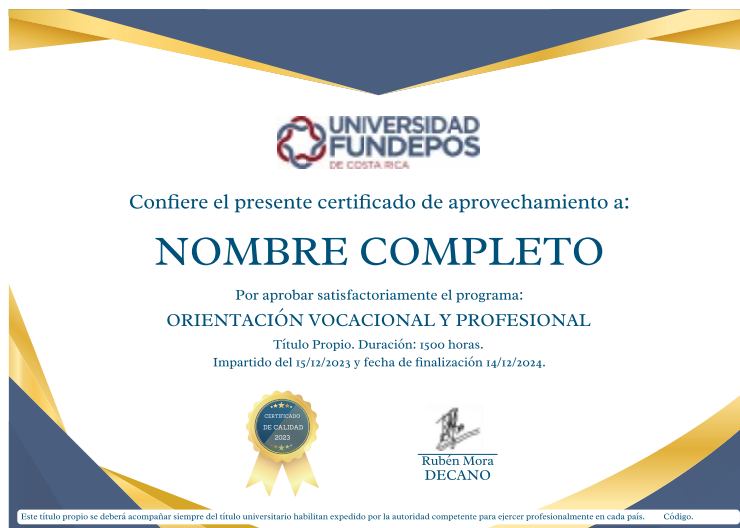 UNIVERSIDAD
FUNDEPOS
DE COSTA RICA
Confiere el presente certificado de aprovechamiento a:
NOMBRE COMPLETO
Por aprobar satisfactoriamente el programa:
ORIENTACIÓN VOCACIONAL Y PROFESIONAL
Título Propio. Duración: 1500 horas.
Impartido del 15/12/2023 y fecha de finalización 14/12/2024.
CERTIFICADO
DE CALIDAD
2023
Rubén Mora
DECANO
Este título propio se deberá acompañar siempre del título universitario habilitan expedido por la autoridad competente para ejercer profesionalmente en cada país. Código.